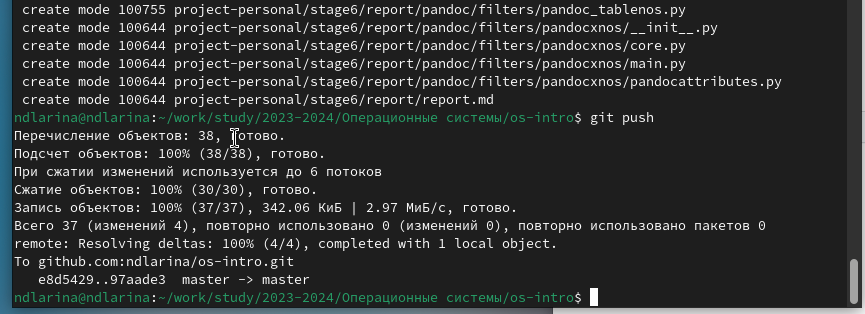 create mode 100755 project-personal/stage6/report/pandoc/filters/pandoc_tablenos.py
create mode 100644 project-personal/stage6/report/pandoc/filters/pandocxnos/__init__.py
create mode 100644 project-personal/stage6/report/pandoc/filters/pandocxnos/core.py
create mode 100644 project-personal/stage6/report/pandoc/filters/pandocxnos/main.py
create mode 100644 project-personal/stage6/report/pandoc/filters/pandocxnos/pandocattributes.py
create mode 100644 project-personal/stage6/report/report.md
ndlarina@ndlarina:~/work/study/2023-2024/Операционные системы/os-intro$ git push
Перечисление объектов: 38, готово.
Подсчет объектов: 100% (38/38), готово.
При сжатии изменений используется до 6 потоков
Сжатие объектов: 100% (30/30), готово.
Запись объектов: 100% (37/37), 342.06 КиБ | 2.97 МиБ/с, готово.
Всего 37 (изменений 4), повторно использовано 0 (изменений 0), повторно использовано пакетов 0
remote: Resolving deltas: 100% (4/4), completed with 1 local object.
To github.com:ndlarina/os-intro.git
e8d5429..97aade3 master -> master
ndlarina@ndlarina:~/work/study/2023-2024/Операционные системы/os-intro$